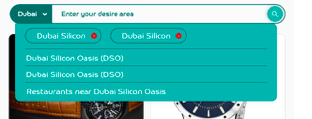 Dubai Enter your desire area
Dubai Silicon Dubai Silicon
Dubai Silicon Oasis (DSO)
Dubai Silicon Oasis (DSO)
Restaurants near Dubai Silicon Oasis